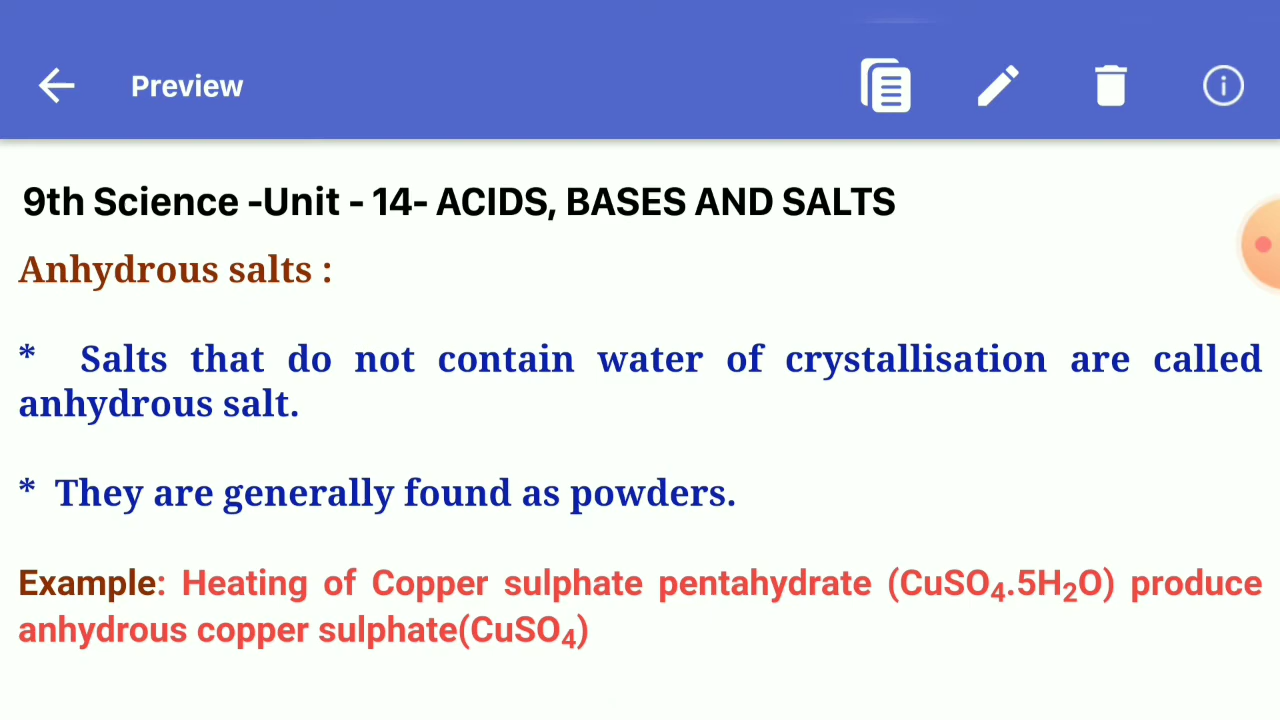 Preview
9th Science -Unit - 14- ACIDS, BASES AND SALTS
Anhydrous salts :
* Salts that do not contain water of crystallisation are called
anhydrous salt.
* They are generally found as powders.
Example: Heating of Copper sulphate pentahydrate (CuSO₄.5H₂O) produce
anhydrous copper sulphate(CuSO₄)